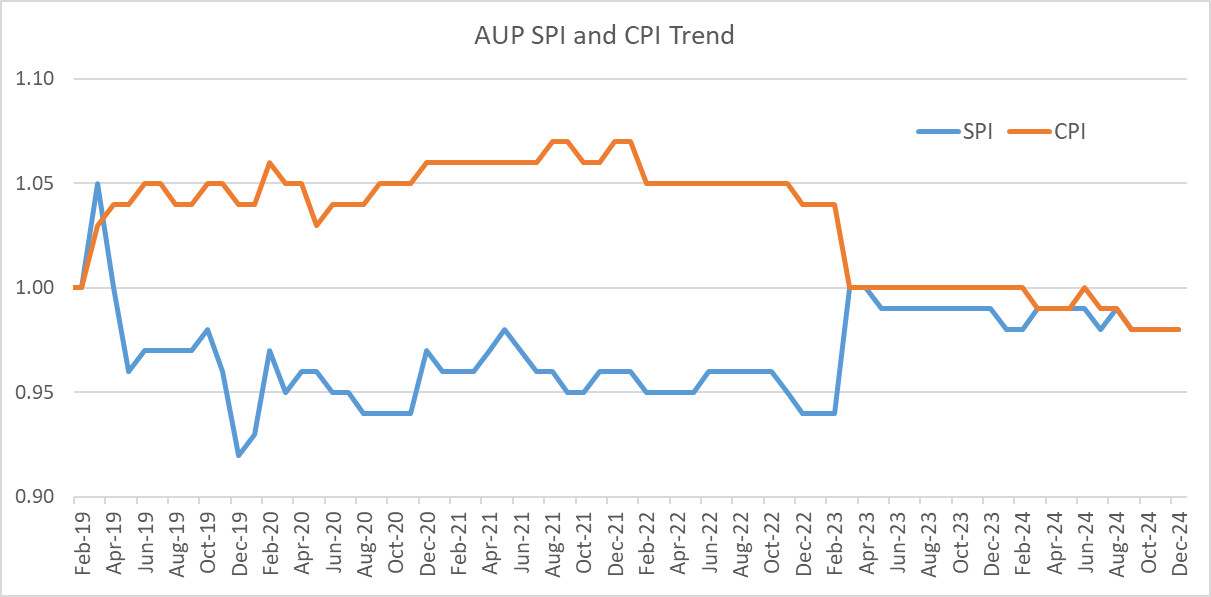 AUP SPI and CPI Trend
1.10
SPI CPI
1.05
1.00
0.95
0.90
Feb-19 Apr-19 Jun-19 Aug-19 Oct-19 Dec-19 Feb-20 Apr-20 Jun-20 Aug-20 Oct-20 Dec-20 Feb-21 Apr-21 Jun-21 Aug-21 Oct-21 Dec-21 Feb-22 Apr-22 Jun-22 Aug-22 Oct-22 Dec-22 Feb-23 Apr-23 Jun-23 Aug-23 Oct-23 Dec-23 Feb-24 Apr-24 Jun-24 Aug-24 Oct-24 Dec-24